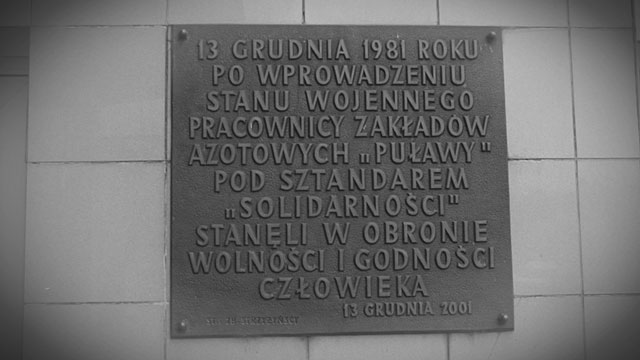 13 GRUDNIA 1981 ROKU
PO WPROWADZENIU
STANU WOJENNEGO
PRACOWNICY ZAKŁADÓW
AZOTOWYCH „PUŁAWY"
POD SZTANDAREM
„SOLIDARNOŚCI"
STANĘLI W OBRONIE
WOLNOŚCI I GODNOŚCI
CZŁOWIEKA
13 GRUDNIA 2001